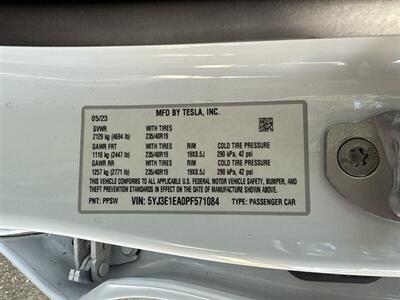 MFD BY TESLA, INC.
05/23
GVWR WITH TIRES
2129 kg (4694 lb) 235/40R19
GAWR FRT WITH TIRES RIM COLD TIRE PRESSURE
1110 kg (2447 lb) 235/40R19 19X8.5J 290 kPa, 42 psi
GAWR RR WITH TIRES RIM COLD TIRE PRESSURE
1257 kg (2771 lb) 235/40R19 19X8.5J 290 kPa, 42 psi
THIS VEHICLE CONFORMS TO ALL APPLICABLE U.S. FEDERAL MOTOR VEHICLE SAFETY, BUMPER, AND
THEFT PREVENTION STANDARDS IN EFFECT ON THE DATE OF MANUFACTURE SHOWN ABOVE.
PNT: PPSW VIN: 5YJ3E1EA0PF571084 TYPE: PASSENGER CAR